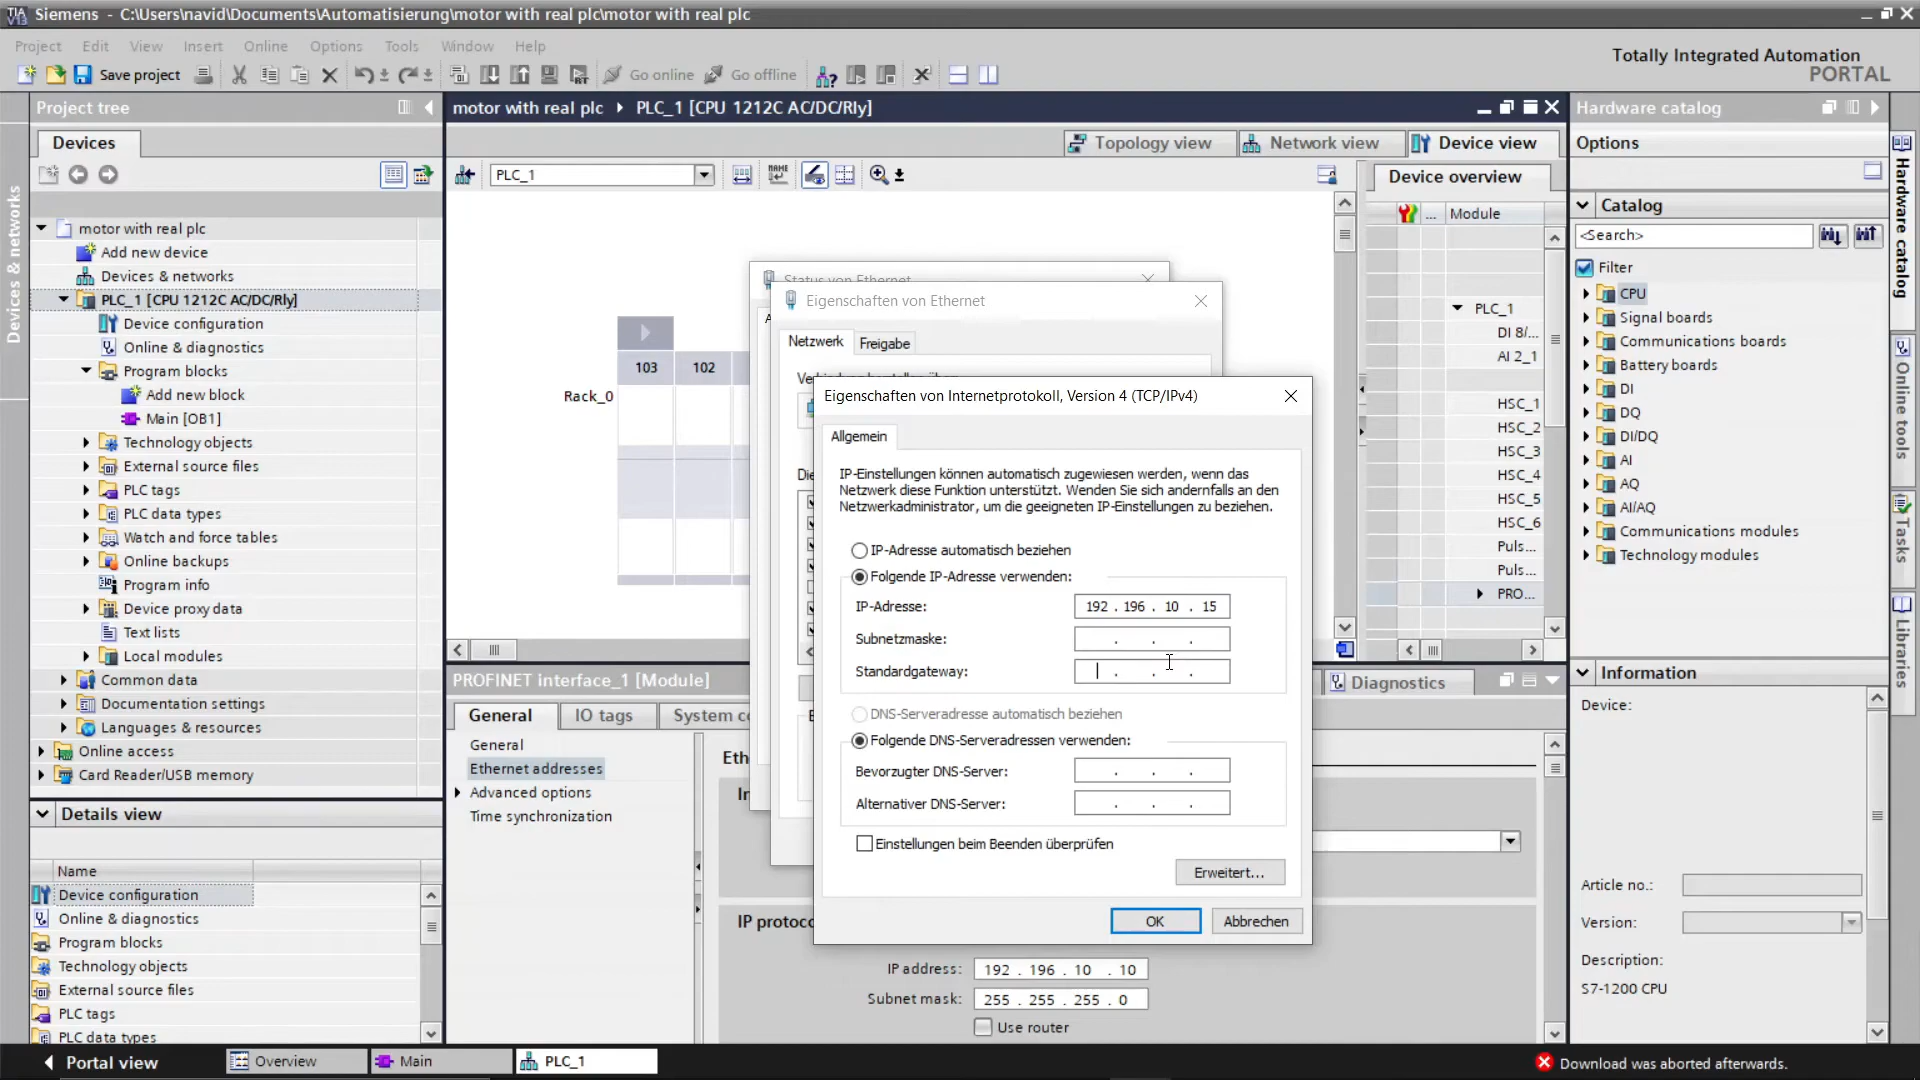 Siemens - C:\Users\navid\Documents\Automatisierung\motor with real plc\motor with real plc
Project Edit View Insert Online Options Tools Window Help
Totally Integrated Automation
PORTAL
Save project
Go online
Go offline
Project tree
motor with real plc
PLC_1 [CPU 1212C AC/DC/Rly]
Hardware catalog
Devices
Topology view
Network view
Device view
Options
PLC_1
Device overview
Module
Catalog
<Search>
Filter
motor with real plc
Add new device
Devices & networks
PLC_1 [CPU 1212C AC/DC/Rly]
Device configuration
Online & diagnostics
Program blocks
Add new block
Main [OB1]
Technology objects
External source files
PLC tags
PLC data types
Watch and force tables
Online backups
Program info
Device proxy data
Text lists
Local modules
Common data
Documentation settings
Languages & resources
Online access
Card Reader/USB memory
Details view
Name
Device configuration
Online & diagnostics
Program blocks
Technology objects
External source files
PLC tags
PLC data types
103 102
Rack_0
Status von Ethernet
Eigenschaften von Ethernet
Netzwerk
Freigabe
Eigenschaften von Internetprotokoll, Version 4 (TCP/IPv4)
Allgemein
IP-Einstellungen können automatisch zugewiesen werden, wenn das
Netzwerk diese Funktion unterstützt. Wenden Sie sich andernfalls an den
Netzwerkadministrator, um die geeigneten IP-Einstellungen zu beziehen.
IP-Adresse automatisch beziehen
Folgende IP-Adresse verwenden:
IP-Adresse: 192 . 196 . 10 . 15
Subnetzmaske: . . .
Standardgateway: . . .
DNS-Serveradresse automatisch beziehen
Folgende DNS-Serveradressen verwenden:
Bevorzugter DNS-Server: . . .
Alternativer DNS-Server: . . .
Einstellungen beim Beenden überprüfen
Erweitert...
OK
Abbrechen
PROFINET interface_1 [Module]
Diagnostics
General
IO tags
System co
General
Ethernet addresses
Advanced options
Time synchronization
Eth
IP protoco
IP address: 192 . 196 . 10 . 10
Subnet mask: 255 . 255 . 255 . 0
Use router
PLC_1
DI 8/...
AI 2_1
HSC_1
HSC_2
HSC_3
HSC_4
HSC_5
HSC_6
Puls...
Puls...
PRO...
CPU
Signal boards
Communications boards
Battery boards
DI
DQ
DI/DQ
AI
AQ
AI/AQ
Communications modules
Technology modules
Information
Device:
Article no.:
Version:
Description:
S7-1200 CPU
Devices & networks
Hardware catalog
Online tools
Tasks
Libraries
Portal view
Overview
Main
PLC_1
Download was aborted afterwards.